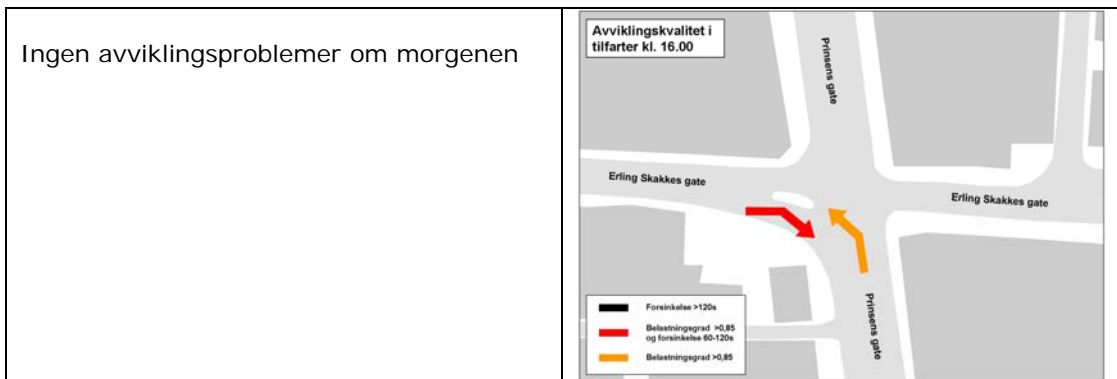 Ingen avviklingsproblemer om morgenen
Avviklingskvalitet i
tilfarter kl. 16.00
Prinsens gate
Erling Skakkes gate
Erling Skakkes gate
Prinsens gate
Forsinkelse >120s
Belastningsgrad >0,85
og forsinkelse 60-120s
Belastningsgrad >0,85